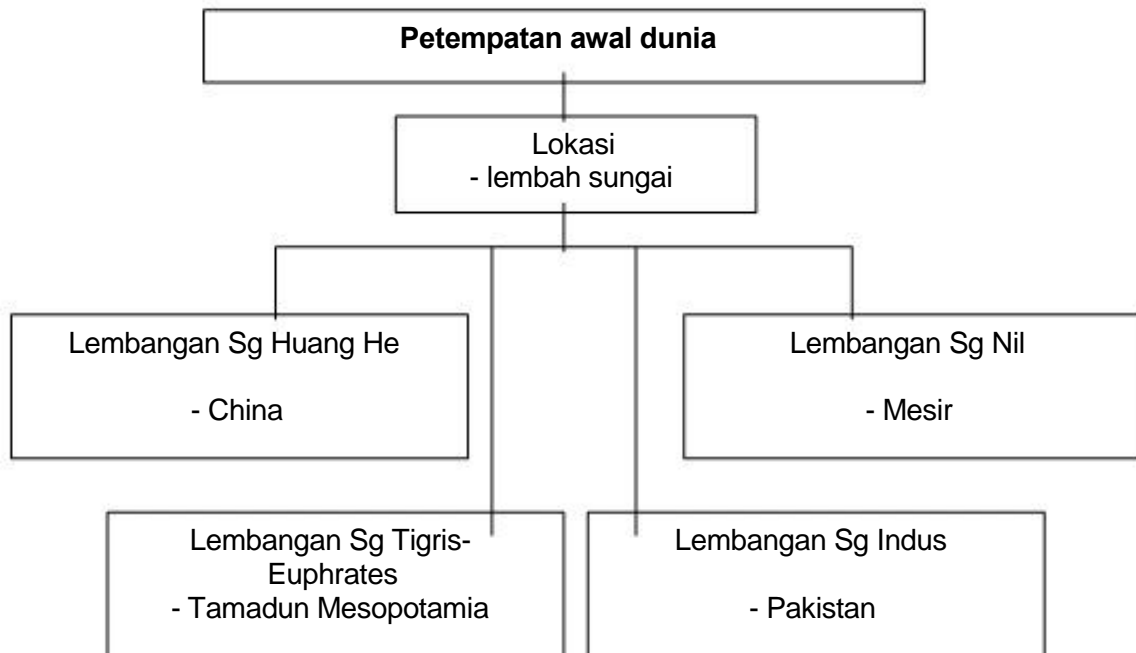 Petempatan awal dunia
Lokasi
- lembah sungai
Lembangan Sg Huang He
- China
Lembangan Sg Nil
- Mesir
Lembangan Sg Tigris-
Euphrates
- Tamadun Mesopotamia
Lembangan Sg Indus
- Pakistan